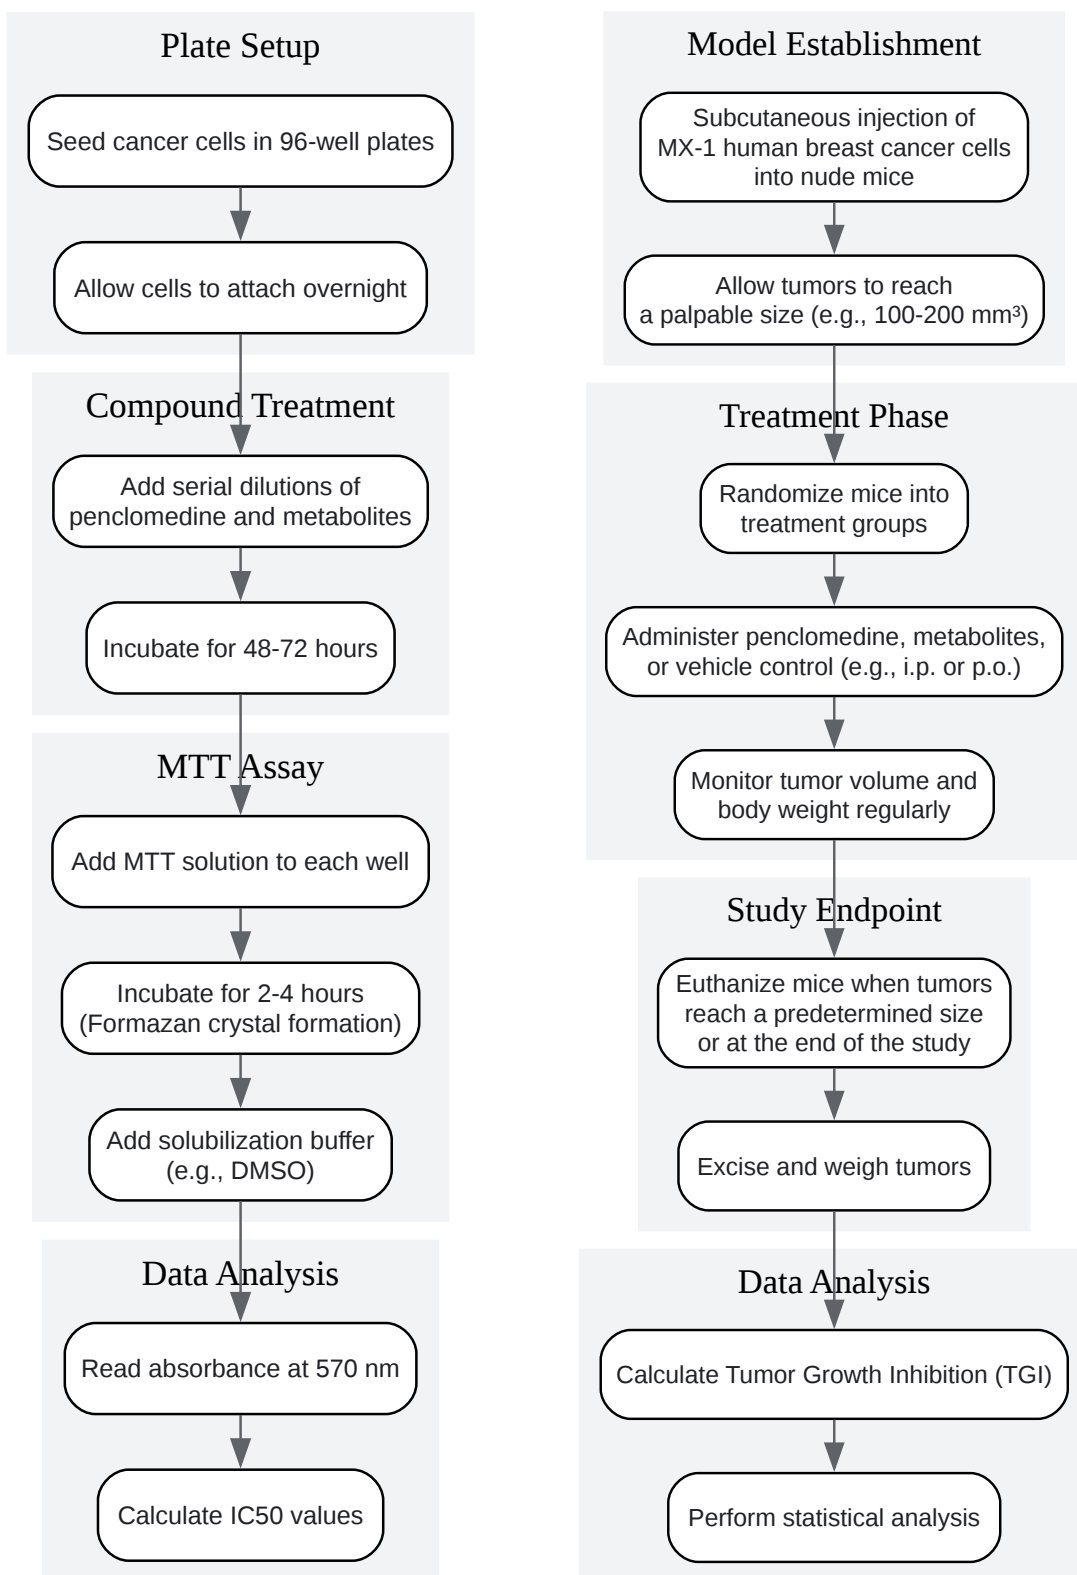 Plate Setup
Seed cancer cells in 96-well plates
Allow cells to attach overnight
Compound Treatment
Add serial dilutions of
penclomedine and metabolites
Incubate for 48-72 hours
MTT Assay
Add MTT solution to each well
Incubate for 2-4 hours
(Formazan crystal formation)
Add solubilization buffer
(e.g., DMSO)
Data Analysis
Read absorbance at 570 nm
Calculate IC50 values
Model Establishment
Subcutaneous injection of
MX-1 human breast cancer cells
into nude mice
Allow tumors to reach
a palpable size (e.g., 100-200 mm³)
Treatment Phase
Randomize mice into
treatment groups
Administer penclomedine, metabolites,
or vehicle control (e.g., i.p. or p.o.)
Monitor tumor volume and
body weight regularly
Study Endpoint
Euthanize mice when tumors
reach a predetermined size
or at the end of the study
Excise and weigh tumors
Data Analysis
Calculate Tumor Growth Inhibition (TGI)
Perform statistical analysis